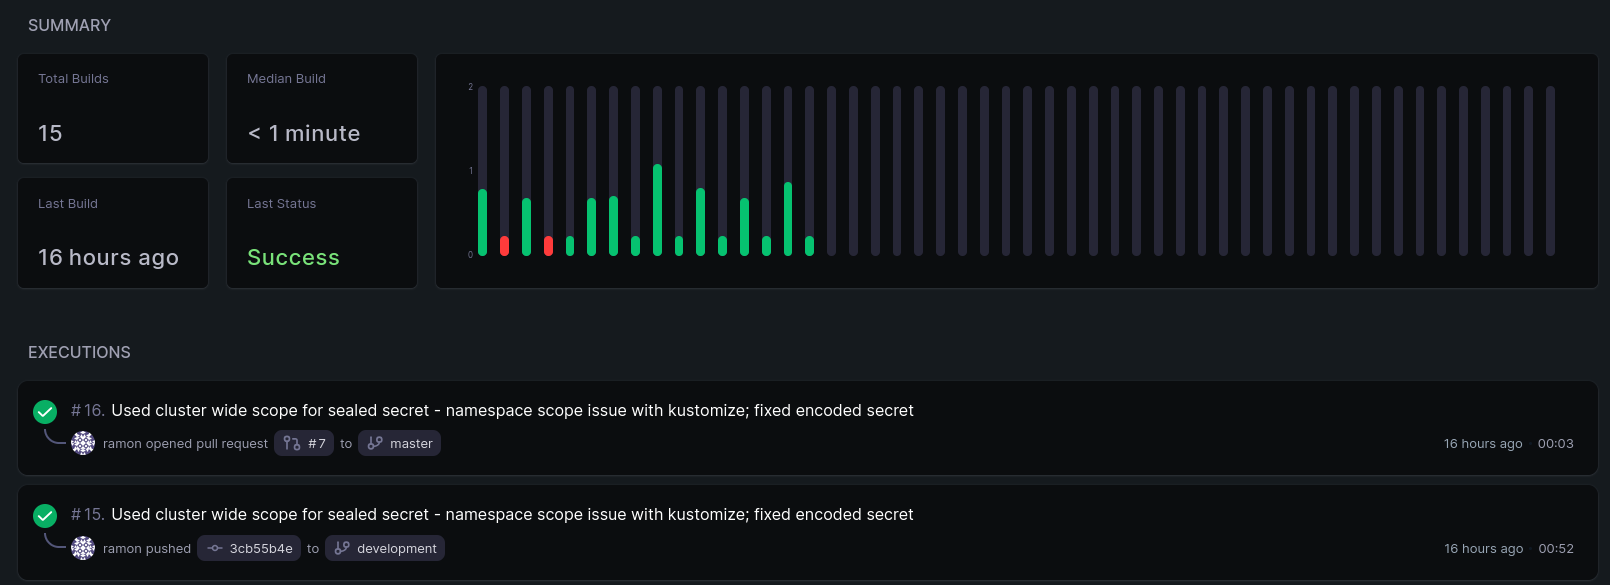 SUMMARY
Total Builds
15
Median Build
< 1 minute
Last Build
16 hours ago
Last Status
Success
2
1
0
EXECUTIONS
#16. Used cluster wide scope for sealed secret - namespace scope issue with kustomize; fixed encoded secret
ramon opened pull request #7 to master 16 hours ago · 00:03
#15. Used cluster wide scope for sealed secret - namespace scope issue with kustomize; fixed encoded secret
ramon pushed 3cb55b4e to development 16 hours ago · 00:52